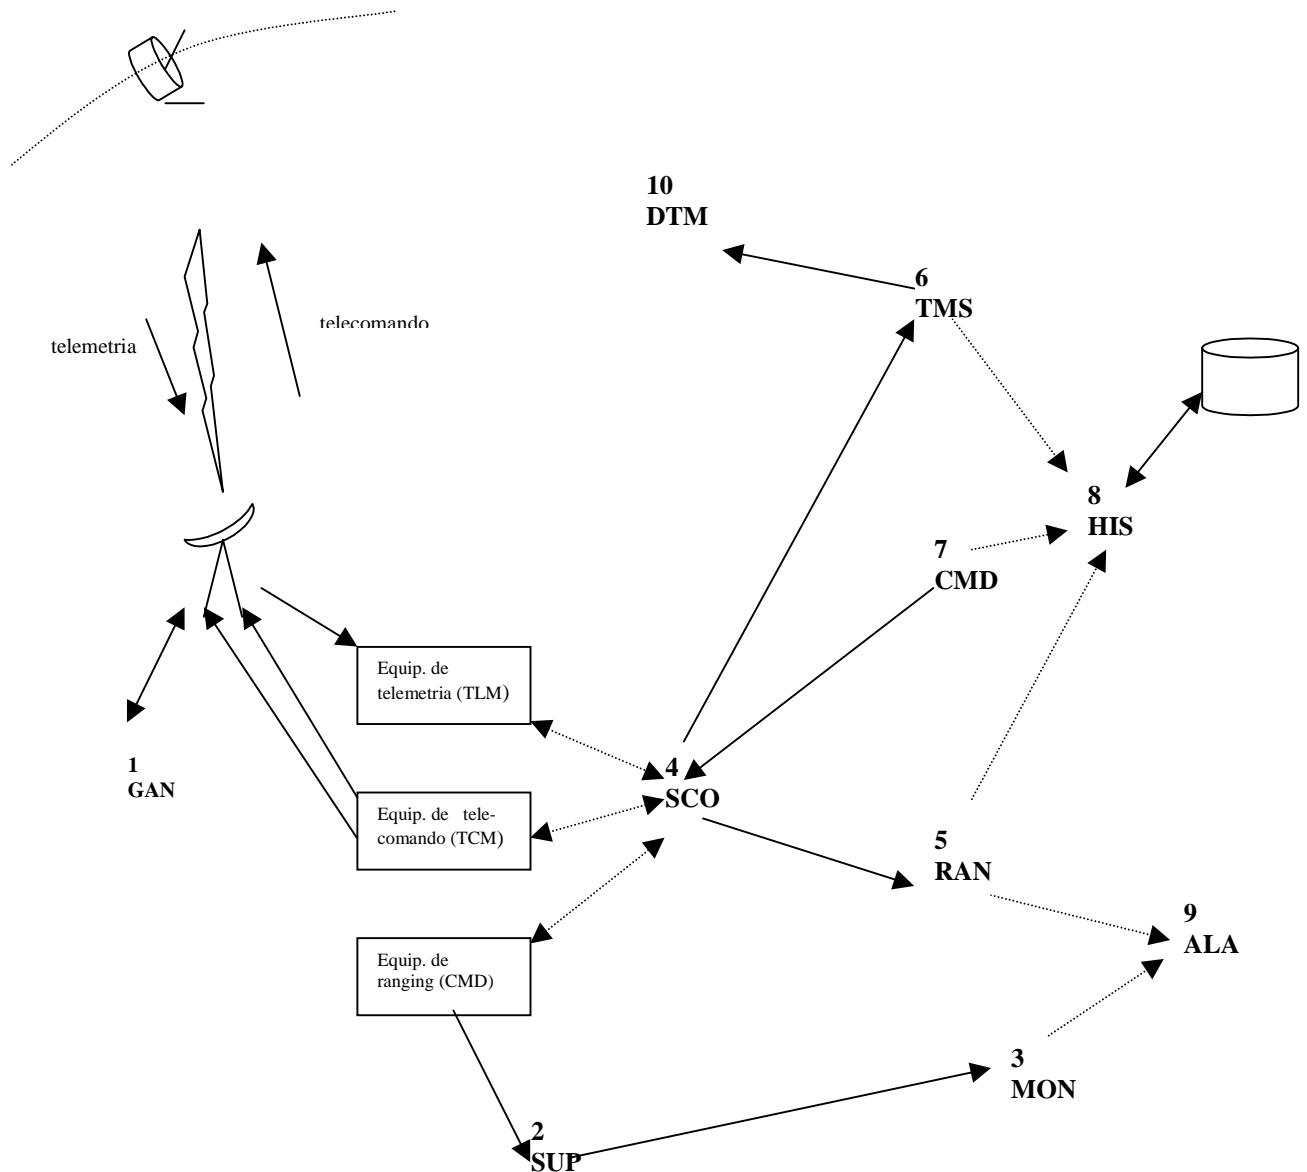 10
DTM
6
TMS
telecomando
telemetria
8
HIS
7
CMD
Equip. de
telemetria (TLM)
1
GAN
4
SCO
Equip. de tele-
comando (TCM)
5
RAN
9
ALA
Equip. de
ranging (CMD)
3
MON
2
SUP